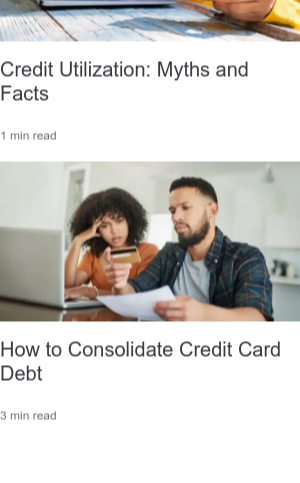 Credit Utilization: Myths and
Facts
1 min read
How to Consolidate Credit Card
Debt
3 min read